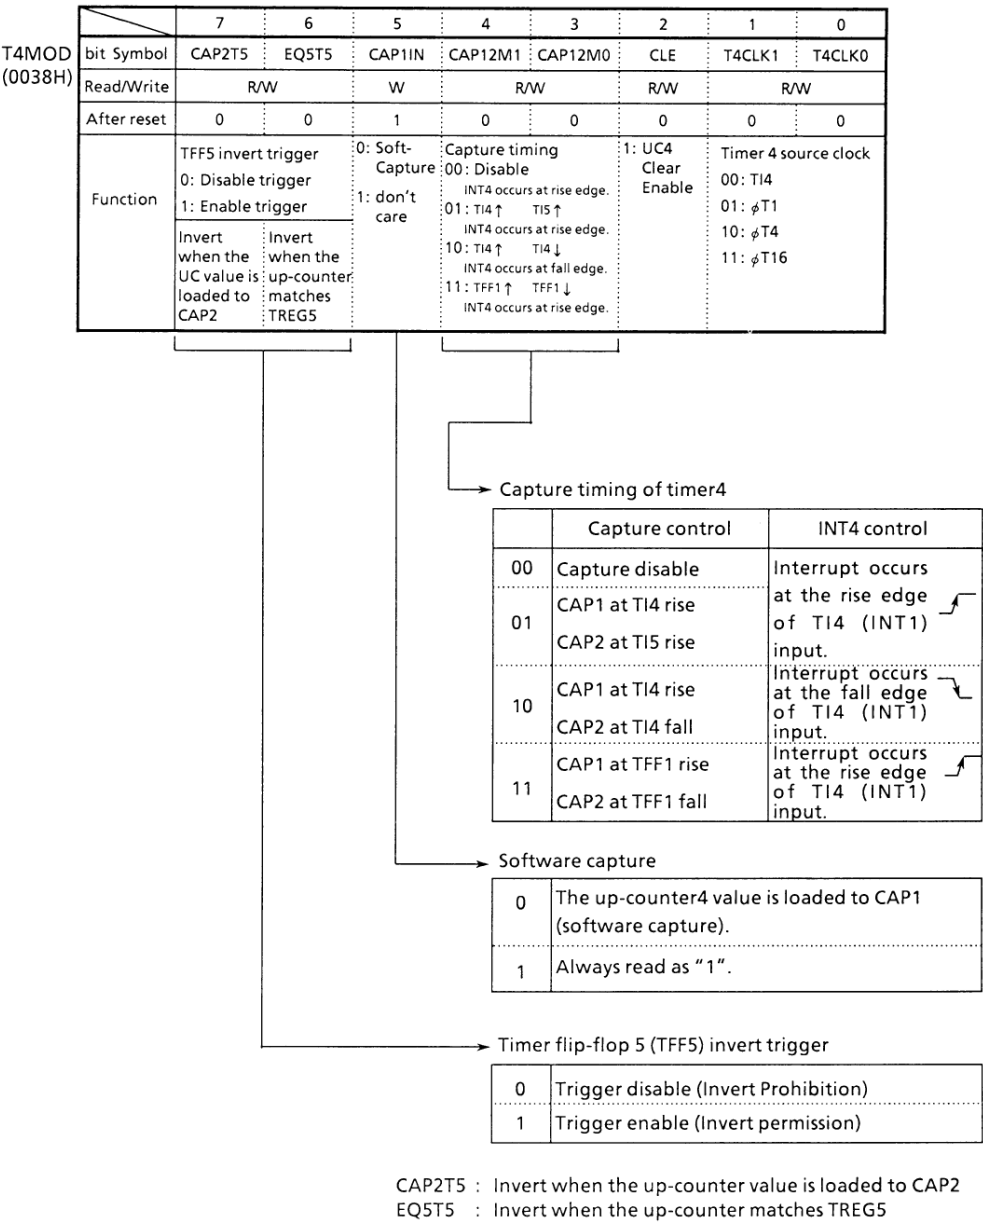 7 6 5 4 3 2 1 0
T4MOD bit Symbol CAP2T5 EQ5T5 CAP1IN CAP12M1 CAP12M0 CLE T4CLK1 T4CLK0
(0038H) Read/Write R/W W R/W R/W R/W
After reset 0 0 1 0 0 0 0 0
Function
TFF5 invert trigger
0: Disable trigger
1: Enable trigger
Invert
when the
UC value is
loaded to
CAP2
Invert
when the
up-counter
matches
TREG5
0: Soft-
Capture
1: don't
care
Capture timing
00: Disable
INT4 occurs at rise edge.
01: TI4↑ TI5↑
INT4 occurs at rise edge.
10: TI4↑ TI4↓
INT4 occurs at fall edge.
11: TFF1↑ TFF1↓
INT4 occurs at rise edge.
1: UC4
Clear
Enable
Timer 4 source clock
00: TI4
01: φT1
10: φT4
11: φT16
Capture timing of timer4
Capture control INT4 control
00 Capture disable
01 CAP1 at TI4 rise
CAP2 at TI5 rise
Interrupt occurs
at the rise edge
of TI4 (INT1)
input.
10 CAP1 at TI4 rise
CAP2 at TI4 fall
Interrupt occurs
at the fall edge
of TI4 (INT1)
input.
11 CAP1 at TFF1 rise
CAP2 at TFF1 fall
Interrupt occurs
at the rise edge
of TI4 (INT1)
input.
Software capture
0 The up-counter4 value is loaded to CAP1
(software capture).
1 Always read as "1".
Timer flip-flop 5 (TFF5) invert trigger
0 Trigger disable (Invert Prohibition)
1 Trigger enable (Invert permission)
CAP2T5 : Invert when the up-counter value is loaded to CAP2
EQ5T5 : Invert when the up-counter matches TREG5